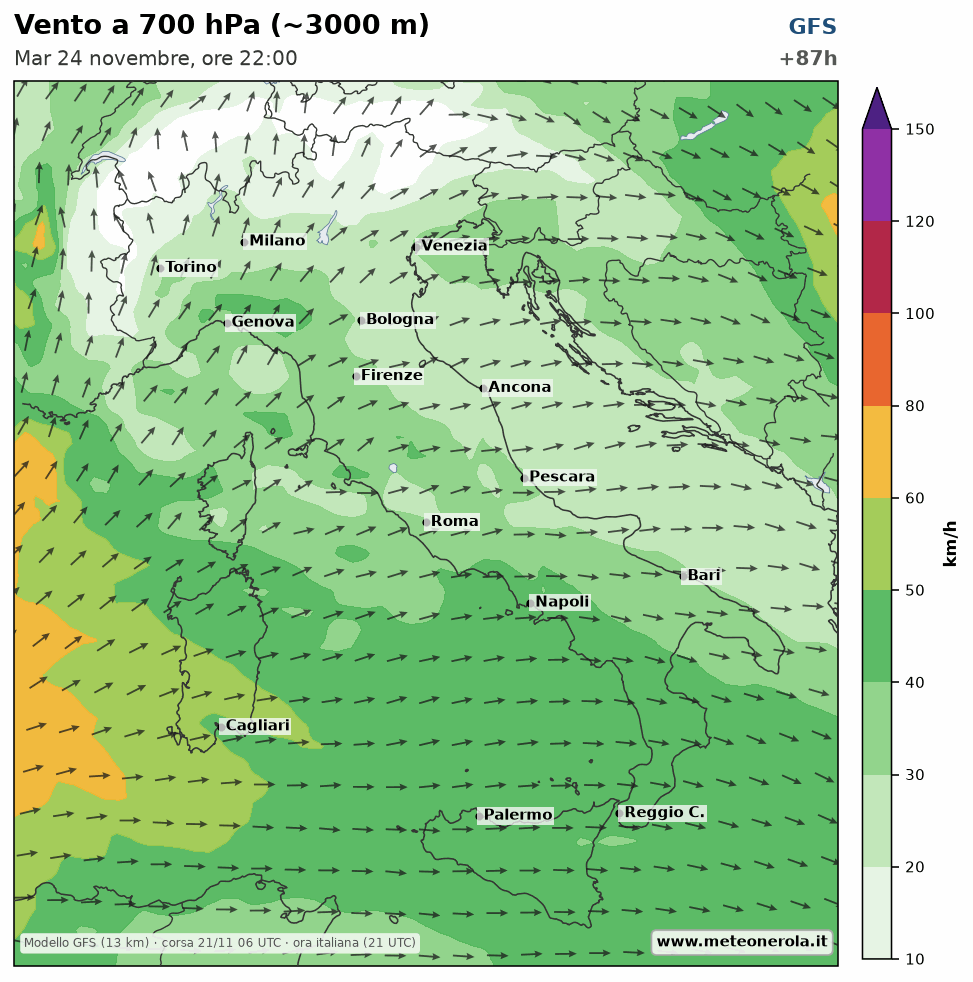 Vento a 700 hPa (~3000 m)
GFS
Mar 24 novembre, ore 22:00
+87h
Milano
Venezia
Torino
Genova
Bologna
Firenze
Ancona
Pescara
Roma
Bari
Napoli
Cagliari
Palermo
Reggio C.
150
120
100
80
60
50
40
30
20
10
km/h
Modello GFS (13 km) · corsa 21/11 06 UTC · ora italiana (21 UTC)
www.meteonerola.it